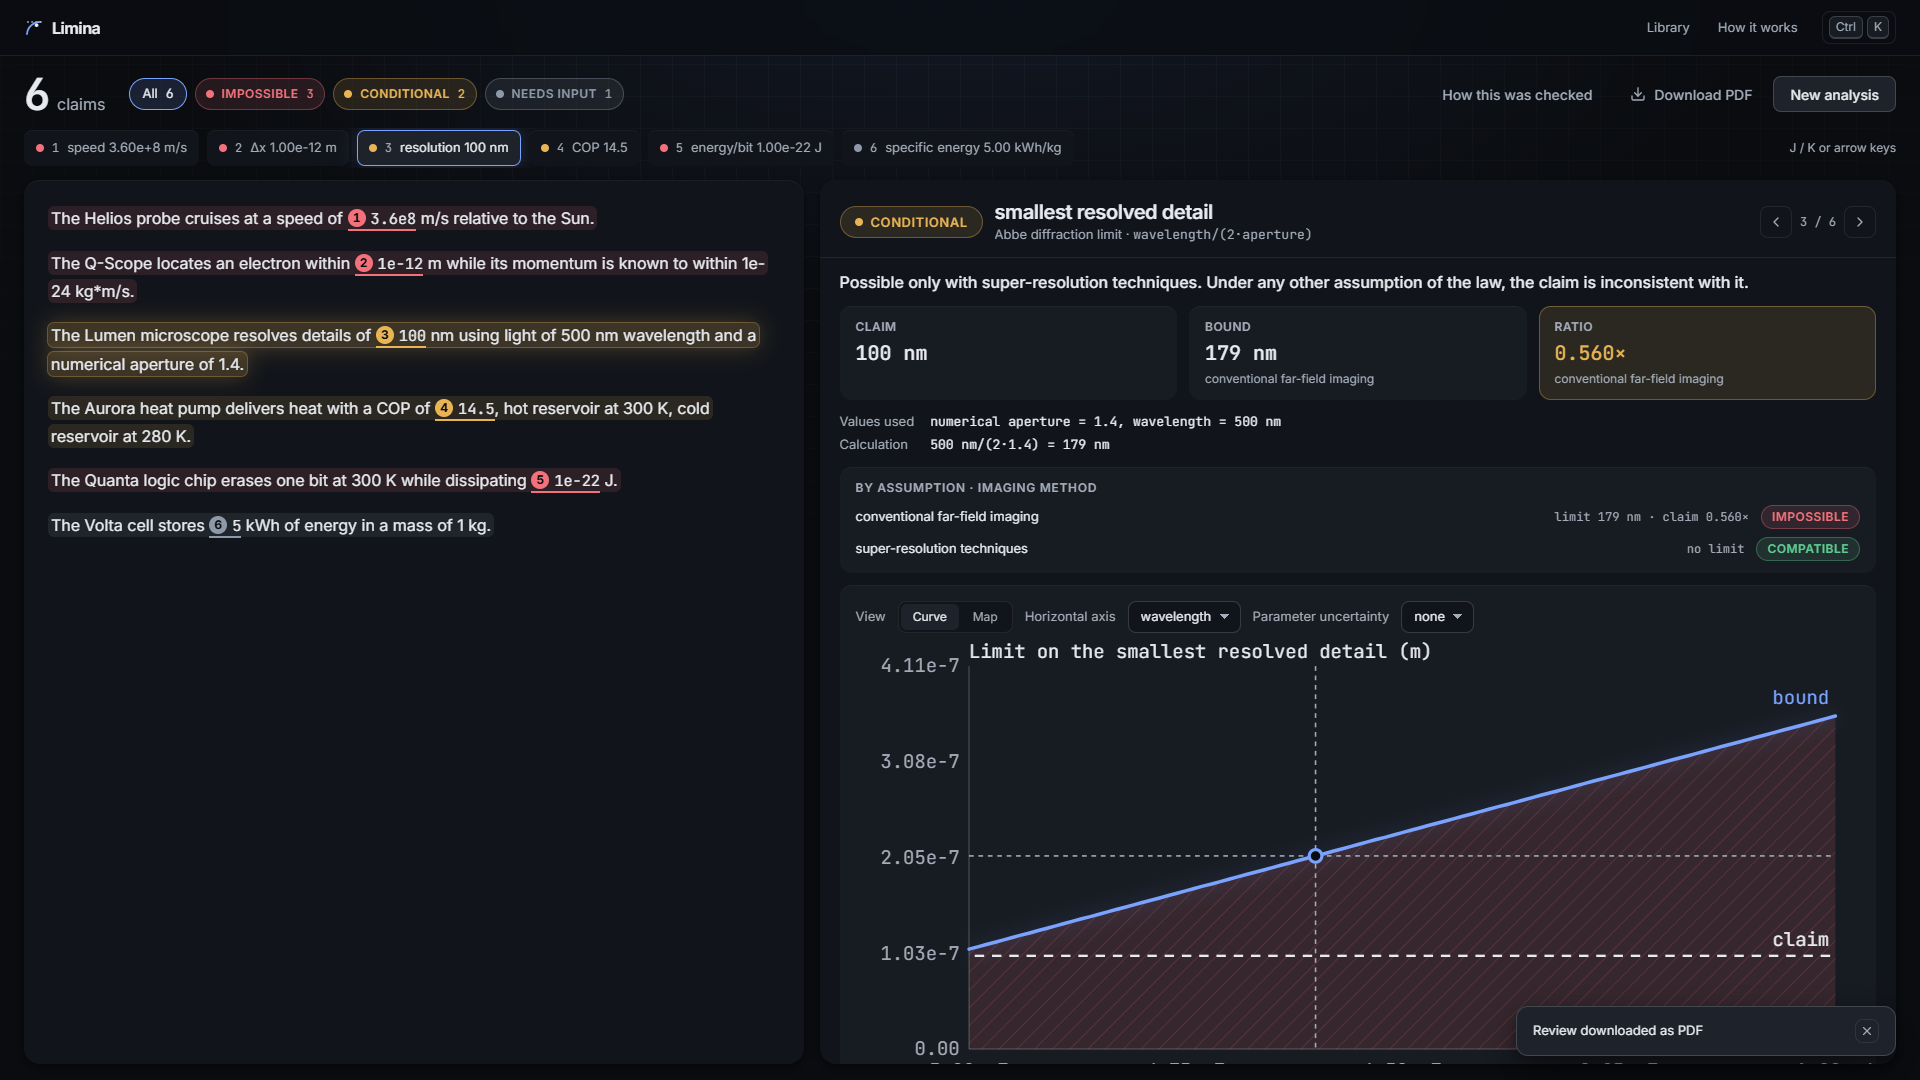 Limina
Library
How it works
Ctrl K
6 claims
All 6
IMPOSSIBLE 3
CONDITIONAL 2
NEEDS INPUT 1
How this was checked
Download PDF
New analysis
1 speed 3.60e+8 m/s
2 Δx 1.00e-12 m
3 resolution 100 nm
4 COP 14.5
5 energy/bit 1.00e-22 J
6 specific energy 5.00 kWh/kg
J / K or arrow keys
The Helios probe cruises at a speed of 1 3.6e8 m/s relative to the Sun.
The Q-Scope locates an electron within 2 1e-12 m while its momentum is known to within 1e-
24 kg*m/s.
The Lumen microscope resolves details of 3 100 nm using light of 500 nm wavelength and a
numerical aperture of 1.4.
The Aurora heat pump delivers heat with a COP of 4 14.5, hot reservoir at 300 K, cold
reservoir at 280 K.
The Quanta logic chip erases one bit at 300 K while dissipating 5 1e-22 J.
The Volta cell stores 6 5 kWh of energy in a mass of 1 kg.
CONDITIONAL
smallest resolved detail
Abbe diffraction limit · wavelength/(2·aperture)
3 / 6
Possible only with super-resolution techniques. Under any other assumption of the law, the claim is inconsistent with it.
CLAIM
100 nm
BOUND
179 nm
conventional far-field imaging
RATIO
0.560×
conventional far-field imaging
Values used numerical aperture = 1.4, wavelength = 500 nm
Calculation 500 nm/(2·1.4) = 179 nm
BY ASSUMPTION · IMAGING METHOD
conventional far-field imaging limit 179 nm · claim 0.560× IMPOSSIBLE
super-resolution techniques no limit COMPATIBLE
View Curve Map Horizontal axis wavelength Parameter uncertainty none
Limit on the smallest resolved detail (m)
4.11e-7
bound
3.08e-7
2.05e-7
claim
1.03e-7
0.00
Review downloaded as PDF